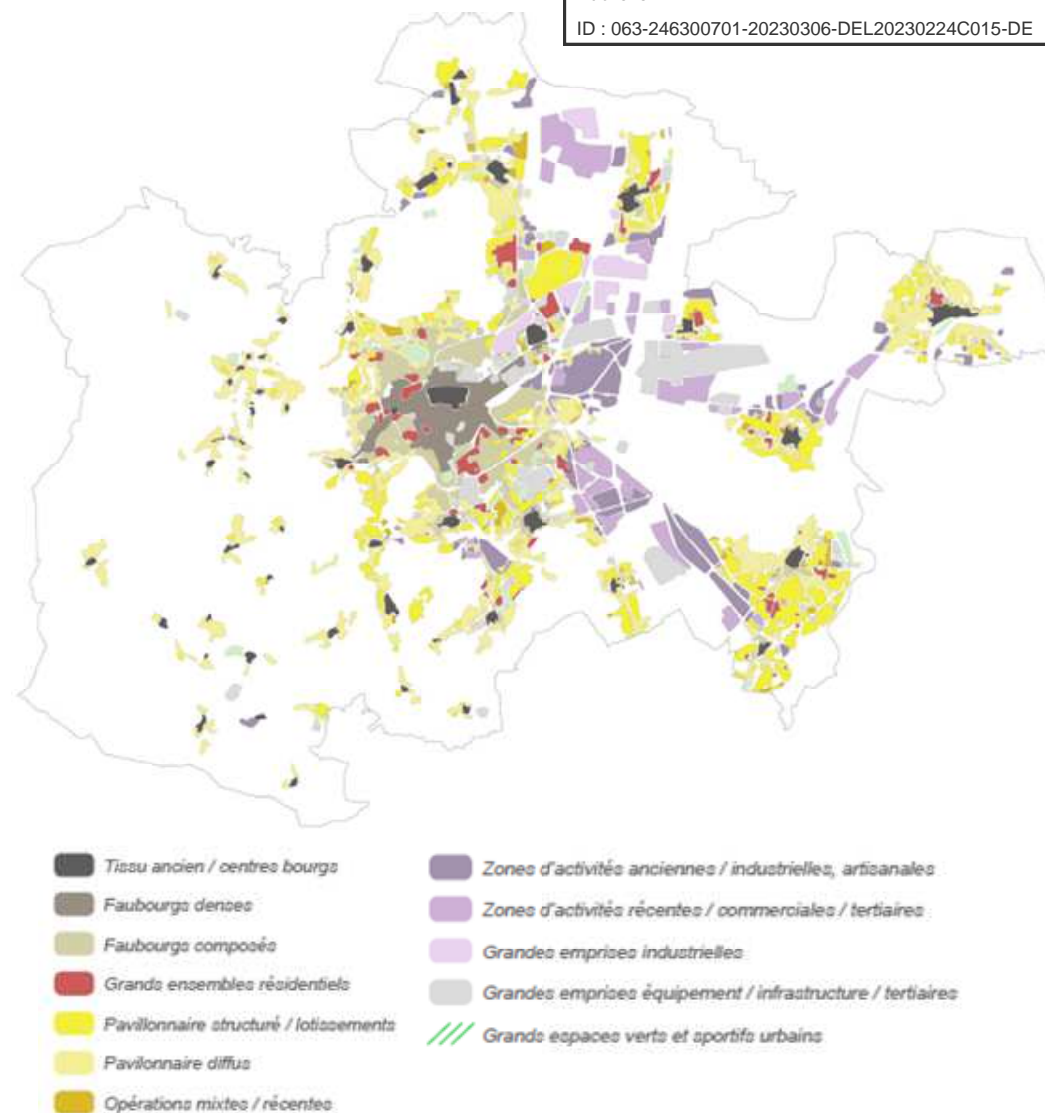 ID : 063-246300701-20230306-DEL20230224C015-DE
Tissu ancien / centres bourgs
Faubourgs denses
Faubourgs composés
Grands ensembles résidentiels
Pavillonnaire structuré / lotissements
Pavilonnaire diffus
Opérations mixtes / récentes
Zones d'activités anciennes / industrielles, artisanales
Zones d'activités récentes / commerciales / tertiaires
Grandes emprises industrielles
Grandes emprises équipement / infrastructure / tertiaires
Grands espaces verts et sportifs urbains